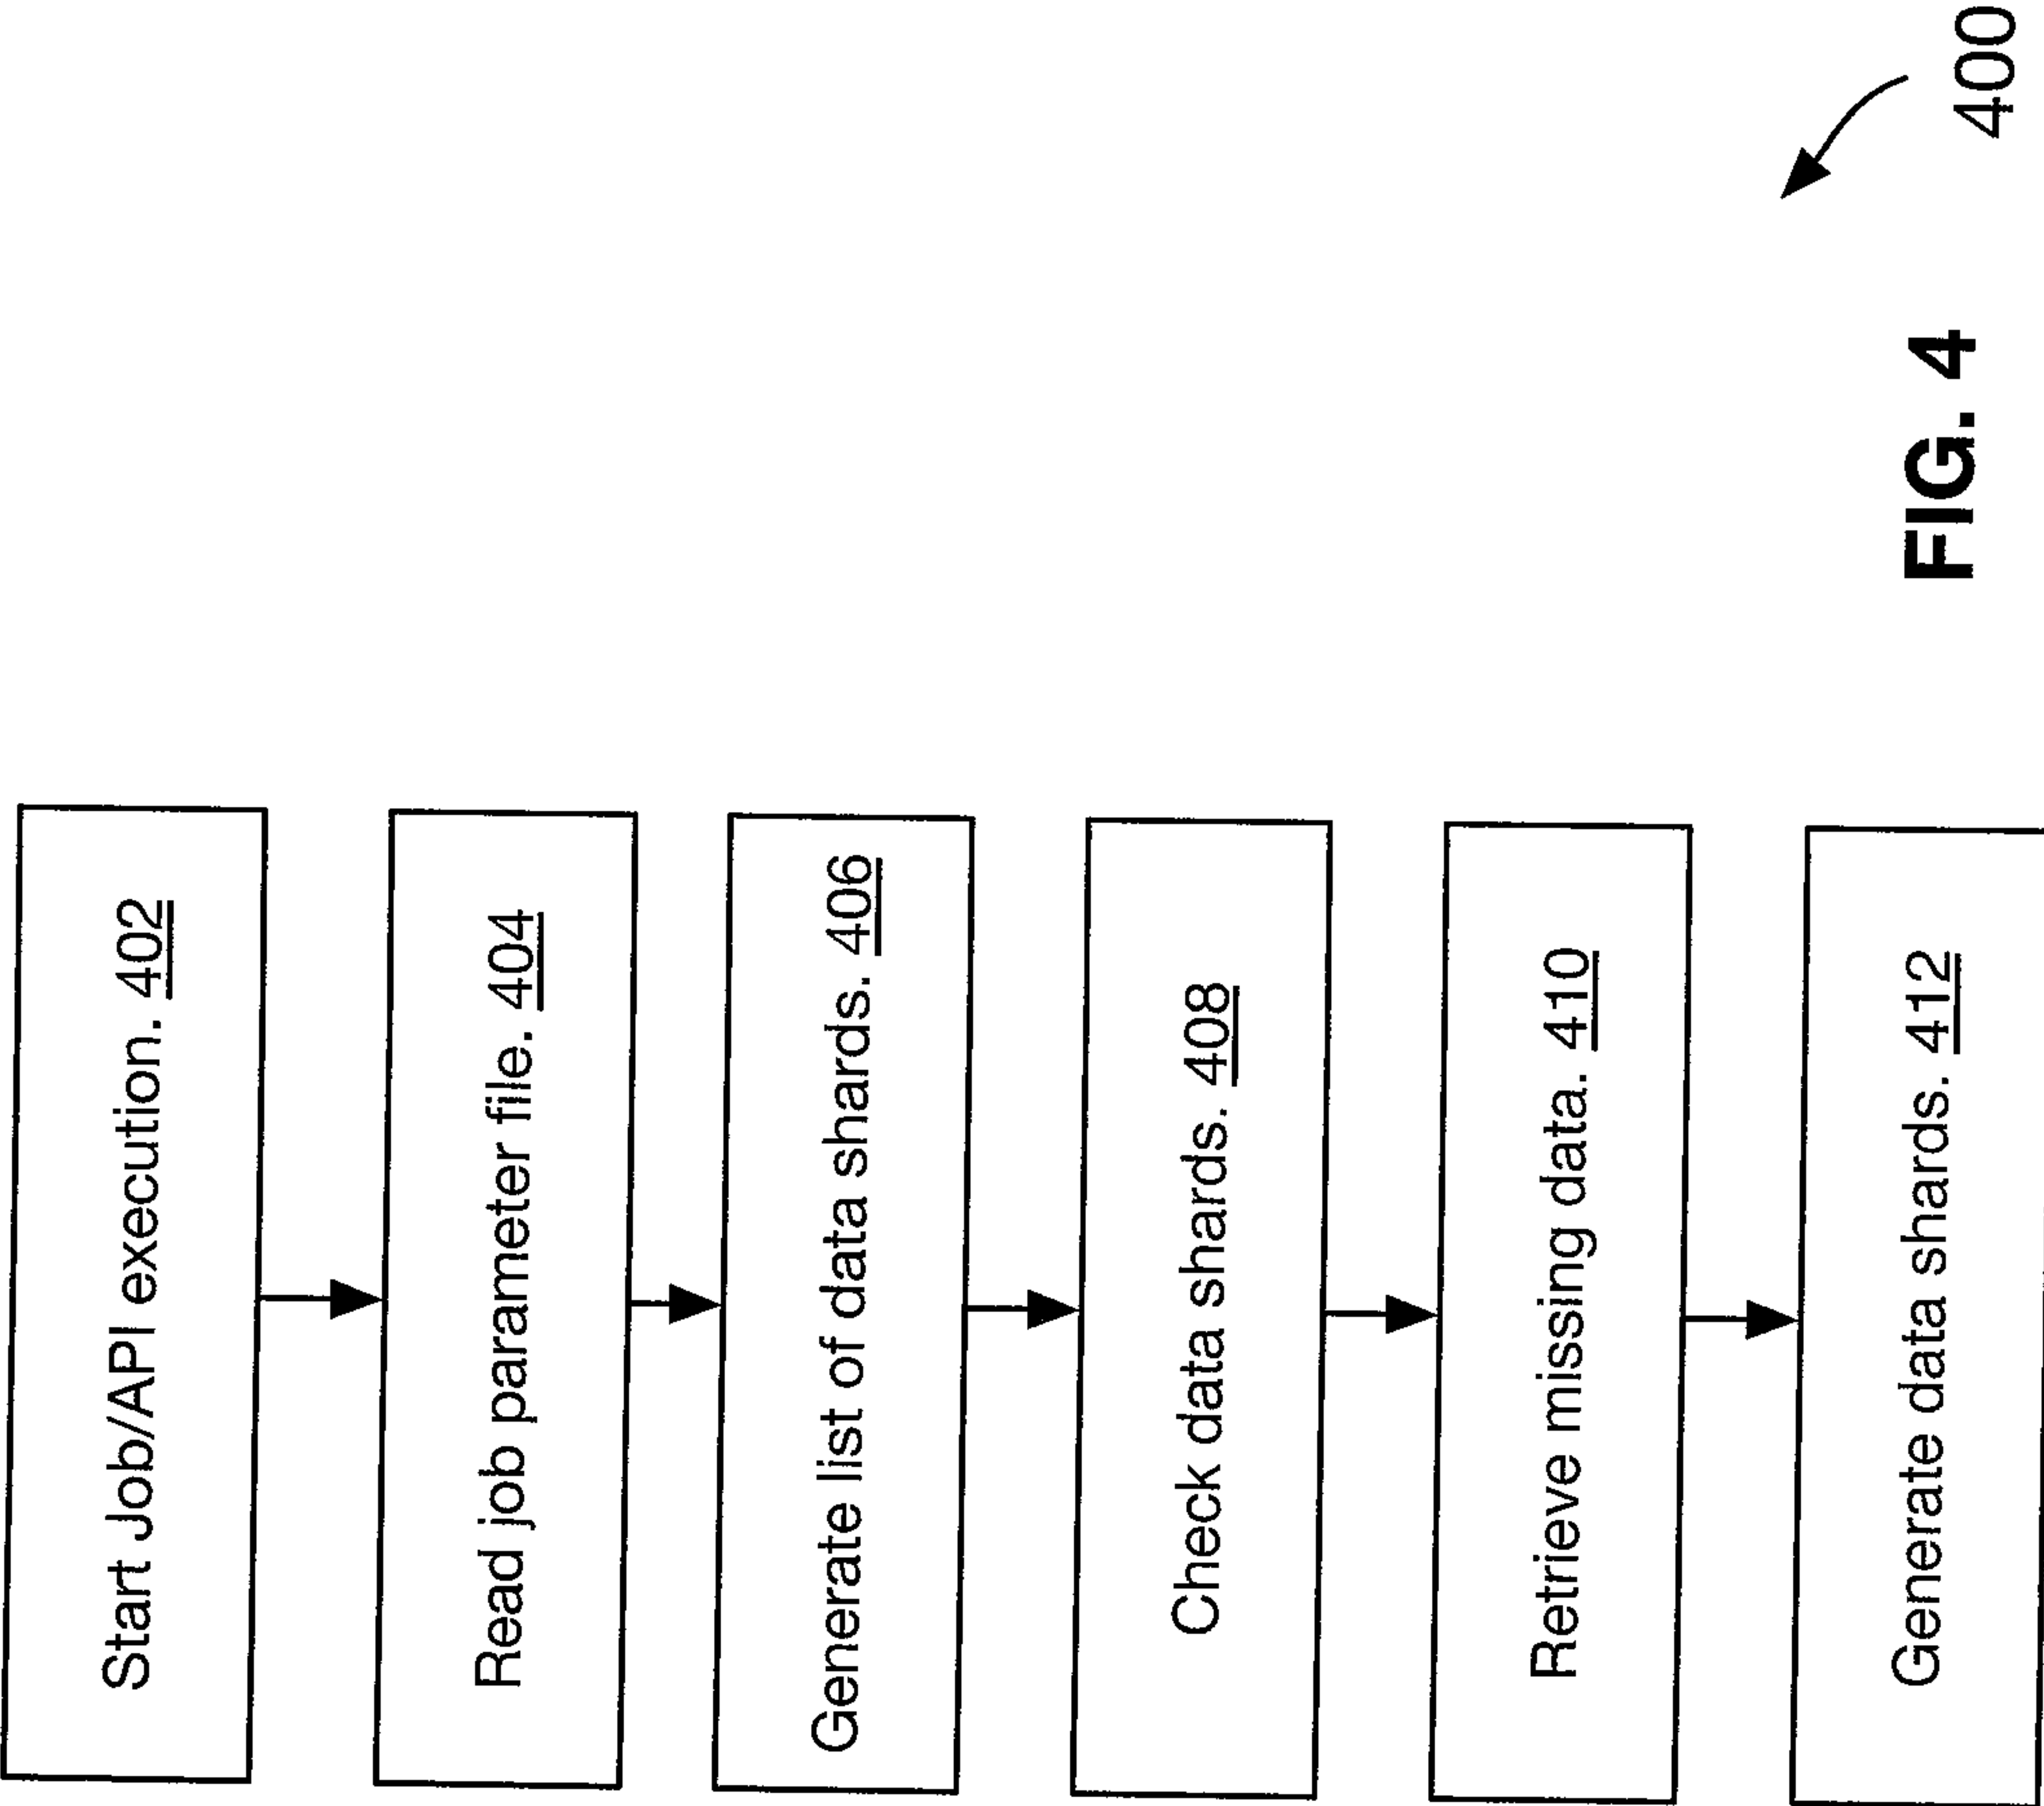 Start Job/API execution. 402
Read job parameter file. 404
Generate list of data shards. 406
Check data shards. 408
Retrieve missing data. 410
Generate data shards. 412
FIG. 4
400